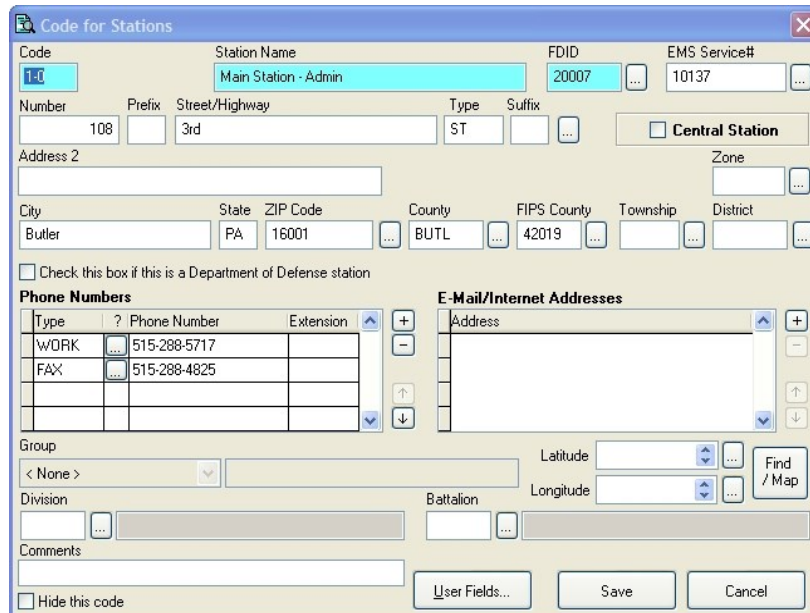 Code for Stations
Code Station Name FDID EMS Service#
1-0 Main Station - Admin 20007 ... 10137 ...
Number Prefix Street/Highway Type Suffix
108 3rd ST ... Central Station
Address 2 Zone
...
City State ZIP Code County FIPS County Township District
Butler PA 16001 ... BUTL ... 42019 ... ... ...
Check this box if this is a Department of Defense station
Phone Numbers E-Mail/Internet Addresses
Type ? Phone Number Extension + Address +
WORK ... 515-288-5717 − −
FAX ... 515-288-4825
Group Latitude ... Find / Map
< None > Longitude ...
Division Battalion
... ...
Comments
Hide this code User Fields... Save Cancel